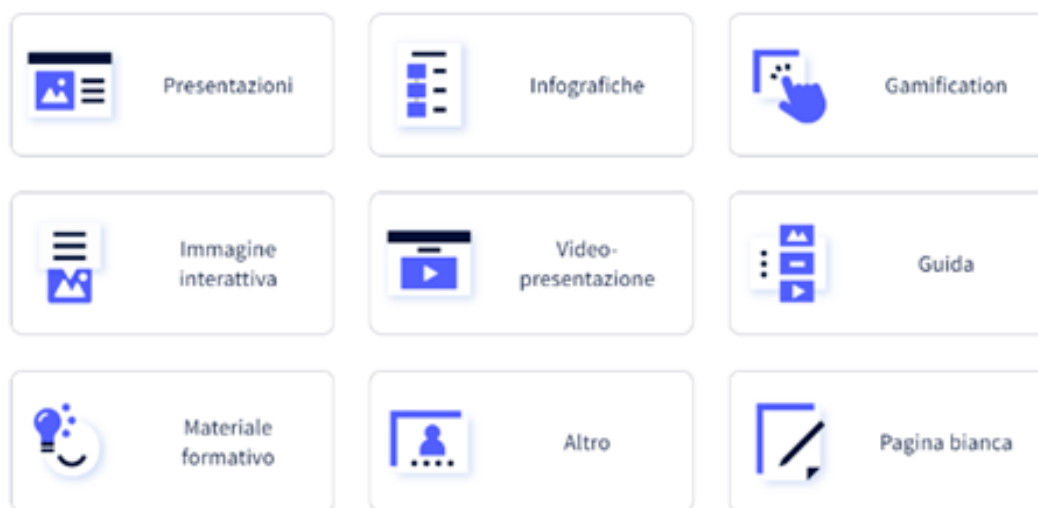 Presentazioni
Infografiche
Gamification
Immagine
interattiva
Video-
presentazione
Guida
Materiale
formativo
Altro
Pagina bianca